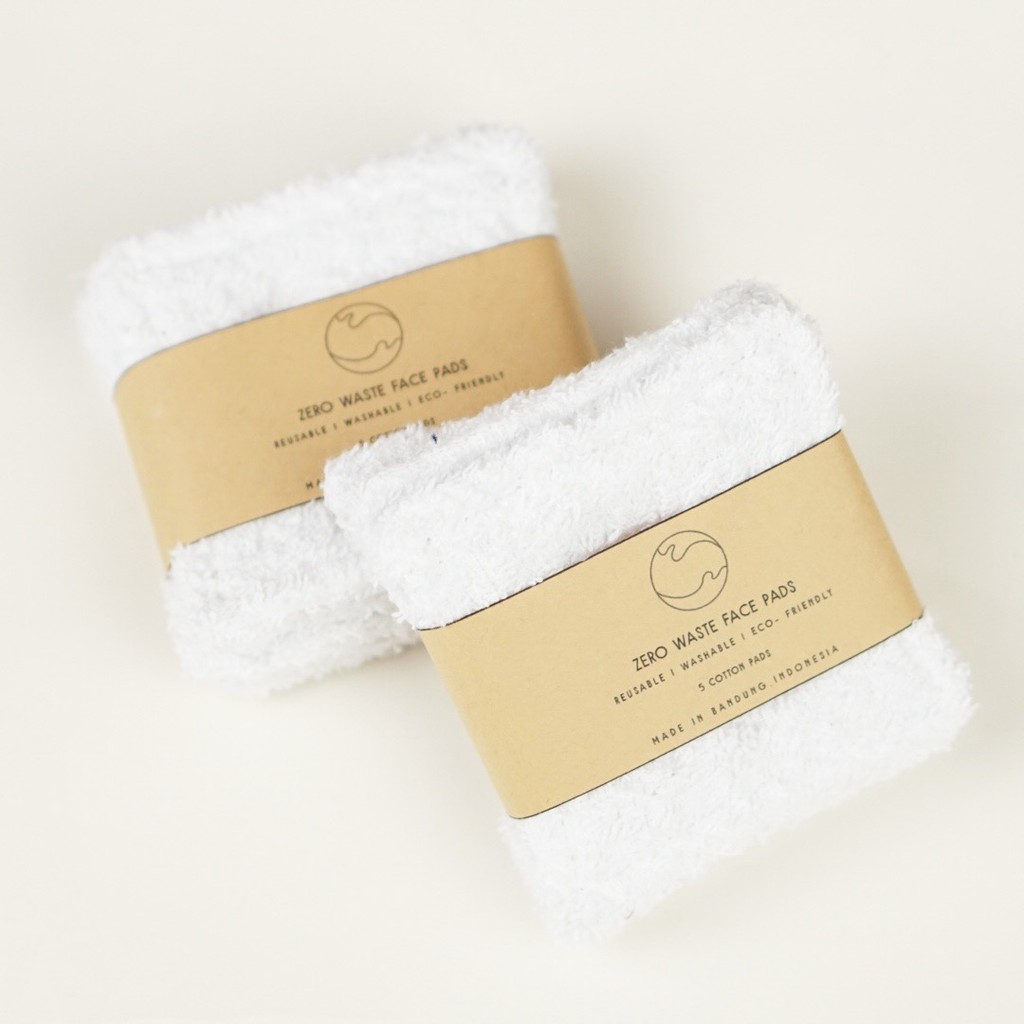 ZERO WASTE FACE PADS
REUSABLE | WASHABLE | ECO- FRIENDLY
ZERO WASTE FACE PADS
REUSABLE | WASHABLE | ECO- FRIENDLY
5 COTTON PADS
MADE IN BANDUNG INDONESIA